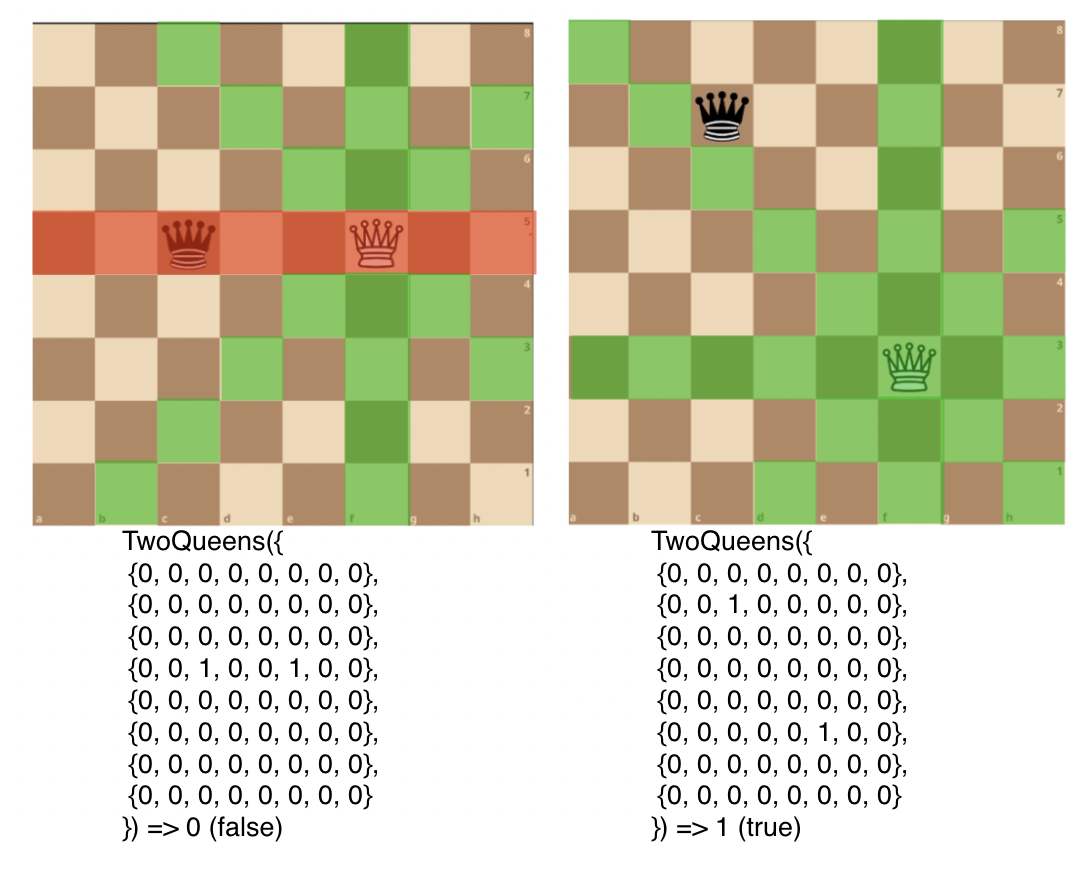 8
7
6
5
4
3
2
1
a b c d e f g h
TwoQueens({
{0, 0, 0, 0, 0, 0, 0, 0},
{0, 0, 0, 0, 0, 0, 0, 0},
{0, 0, 0, 0, 0, 0, 0, 0},
{0, 0, 1, 0, 0, 1, 0, 0},
{0, 0, 0, 0, 0, 0, 0, 0},
{0, 0, 0, 0, 0, 0, 0, 0},
{0, 0, 0, 0, 0, 0, 0, 0},
{0, 0, 0, 0, 0, 0, 0, 0}
}) => 0 (false)
8
7
6
5
4
3
2
1
a b c d e f g h
TwoQueens({
{0, 0, 0, 0, 0, 0, 0, 0},
{0, 0, 1, 0, 0, 0, 0, 0},
{0, 0, 0, 0, 0, 0, 0, 0},
{0, 0, 0, 0, 0, 0, 0, 0},
{0, 0, 0, 0, 0, 0, 0, 0},
{0, 0, 0, 0, 0, 1, 0, 0},
{0, 0, 0, 0, 0, 0, 0, 0},
{0, 0, 0, 0, 0, 0, 0, 0}
}) => 1 (true)